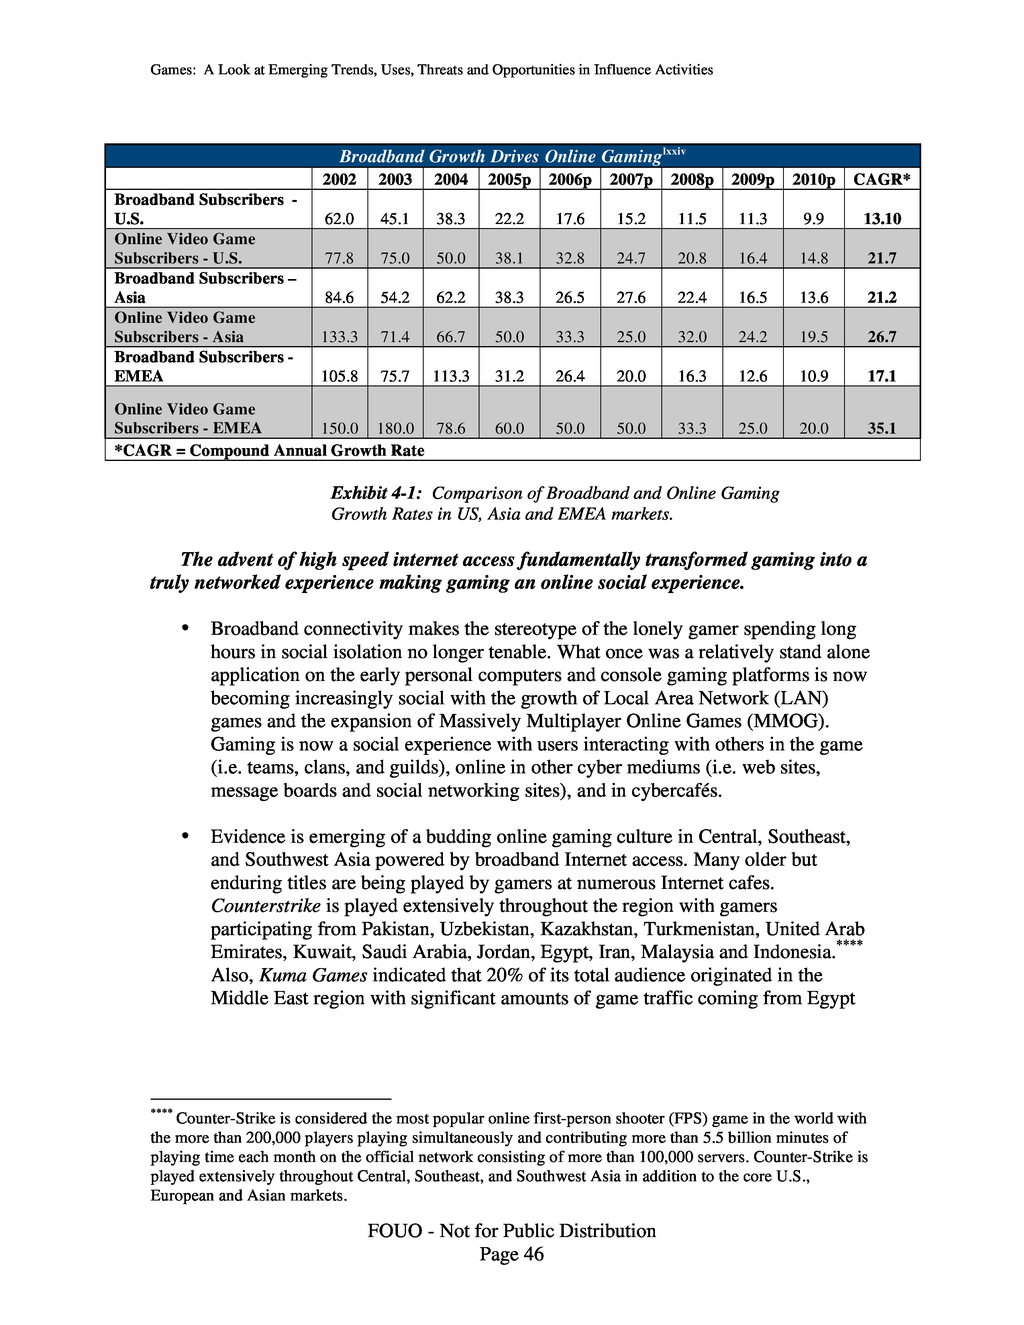 Games:  A Look at Emerging Trends, Uses, Threats and Opportunities in Influence Activities
Broadband Growth Drives Online Gaming lxxiv
2002 2003 2004 2005p 2006p 2007p 2008p 2009p 2010p CAGR*
Broadband Subscribers -
U.S. 62.0 45.1 38.3 22.2 17.6 15.2 11.5 11.3 9.9 13.10
Online Video Game
Subscribers - U.S. 77.8 75.0 50.0 38.1 32.8 24.7 20.8 16.4 14.8 21.7
Broadband Subscribers –
Asia 84.6 54.2 62.2 38.3 26.5 27.6 22.4 16.5 13.6 21.2
Online Video Game
Subscribers - Asia 133.3 71.4 66.7 50.0 33.3 25.0 32.0 24.2 19.5 26.7
Broadband Subscribers -
EMEA 105.8 75.7 113.3 31.2 26.4 20.0 16.3 12.6 10.9 17.1
Online Video Game
Subscribers - EMEA 150.0 180.0 78.6 60.0 50.0 50.0 33.3 25.0 20.0 35.1
*CAGR = Compound Annual Growth Rate
Exhibit 4-1:  Comparison of Broadband and Online Gaming
Growth Rates in US, Asia and EMEA markets.
The advent of high speed internet access fundamentally transformed gaming into a
truly networked experience making gaming an online social experience.
• Broadband connectivity makes the stereotype of the lonely gamer spending long
hours in social isolation no longer tenable. What once was a relatively stand alone
application on the early personal computers and console gaming platforms is now
becoming increasingly social with the growth of Local Area Network (LAN)
games and the expansion of Massively Multiplayer Online Games (MMOG).
Gaming is now a social experience with users interacting with others in the game
(i.e. teams, clans, and guilds), online in other cyber mediums (i.e. web sites,
message boards and social networking sites), and in cybercafés.
• Evidence is emerging of a budding online gaming culture in Central, Southeast,
and Southwest Asia powered by broadband Internet access. Many older but
enduring titles are being played by gamers at numerous Internet cafes.
Counterstrike is played extensively throughout the region with gamers
participating from Pakistan, Uzbekistan, Kazakhstan, Turkmenistan, United Arab
Emirates, Kuwait, Saudi Arabia, Jordan, Egypt, Iran, Malaysia and Indonesia.****
Also, Kuma Games indicated that 20% of its total audience originated in the
Middle East region with significant amounts of game traffic coming from Egypt
**** Counter-Strike is considered the most popular online first-person shooter (FPS) game in the world with
the more than 200,000 players playing simultaneously and contributing more than 5.5 billion minutes of
playing time each month on the official network consisting of more than 100,000 servers. Counter-Strike is
played extensively throughout Central, Southeast, and Southwest Asia in addition to the core U.S.,
European and Asian markets.
FOUO - Not for Public Distribution
Page 46